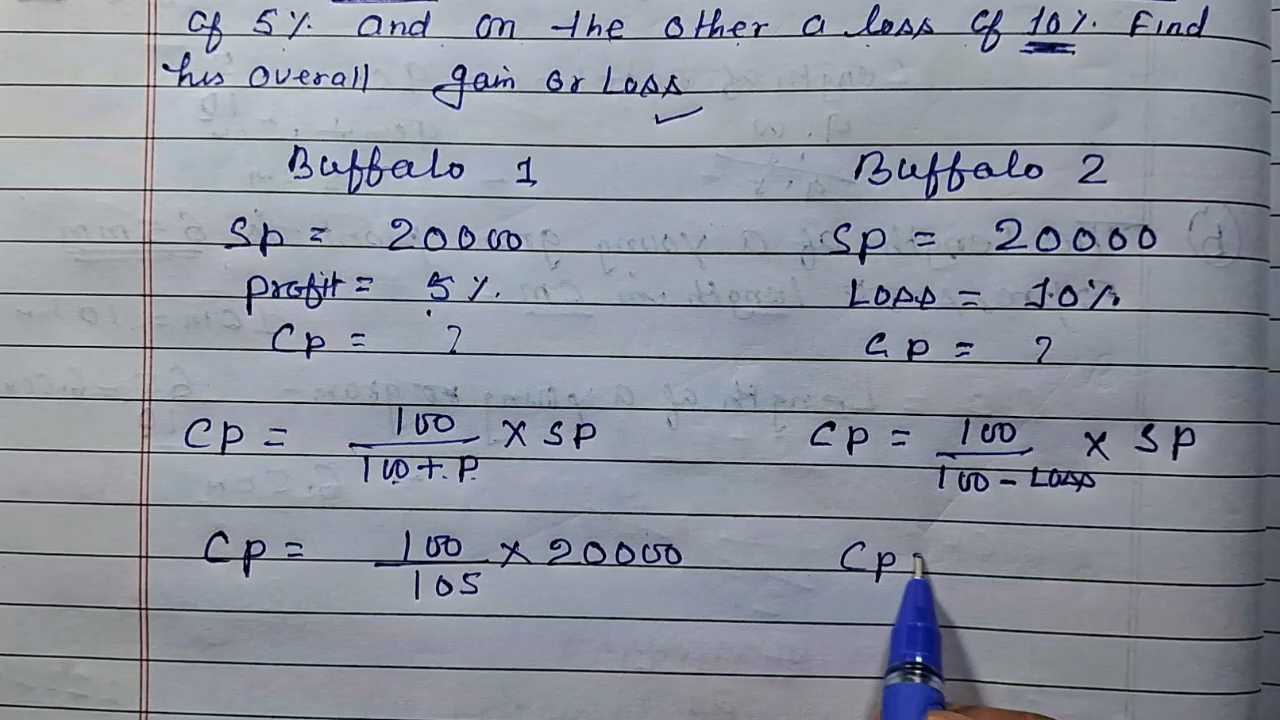 of 5% and on the other a loss of 10%. Find
his overall gain or Loss
Buffalo 1
SP = 20000
profit = 5%.
CP = ?
CP = 100/100+P × SP
CP = 100/105 × 20000
Buffalo 2
SP = 20000
Loss = 10%
CP = ?
CP = 100/100-Loss × SP
CP =